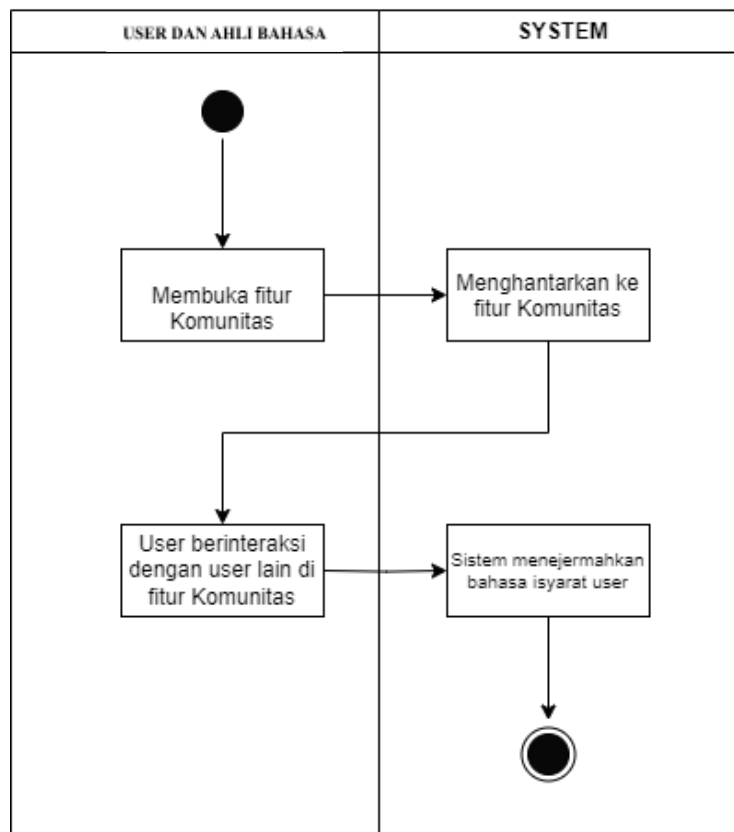 USER DAN AHLI BAHASA
SYSTEM
Membuka fitur
Komunitas
Menghantarkan ke
fitur Komunitas
User berinteraksi
dengan user lain di
fitur Komunitas
Sistem menejermahkan
bahasa isyarat user